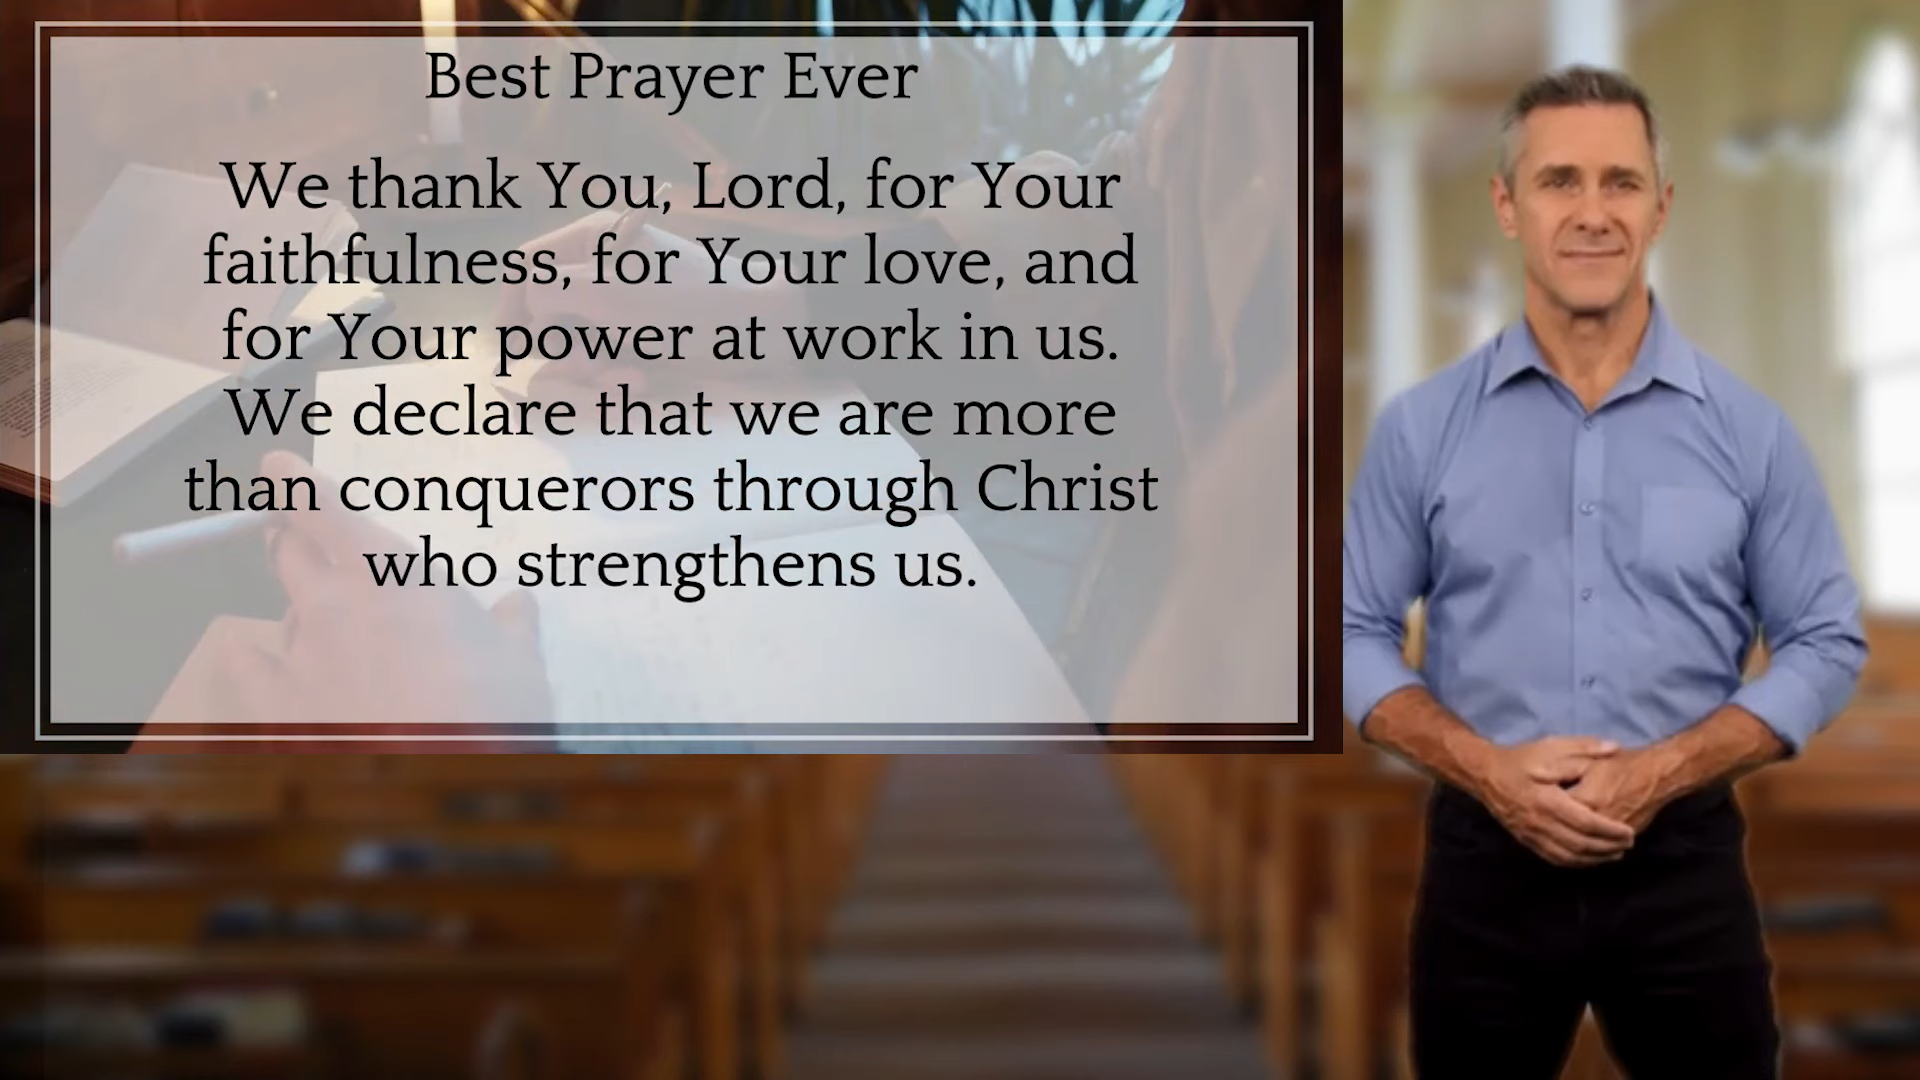 Best Prayer Ever
We thank You, Lord, for Your
faithfulness, for Your love, and
for Your power at work in us.
We declare that we are more
than conquerors through Christ
who strengthens us.